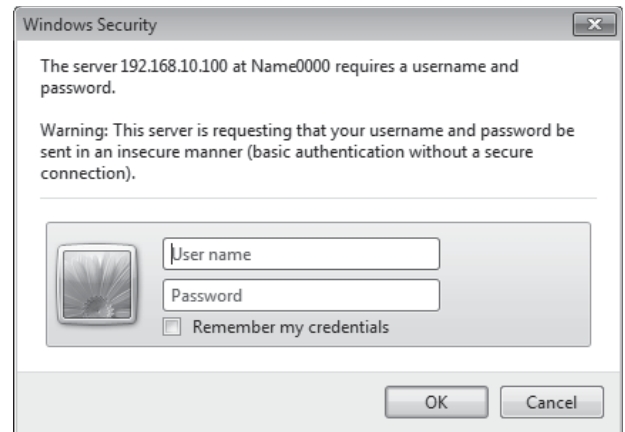 Windows Security
The server 192.168.10.100 at Name0000 requires a username and
password.
Warning: This server is requesting that your username and password be
sent in an insecure manner (basic authentication without a secure
connection).
User name
Password
Remember my credentials
OK
Cancel